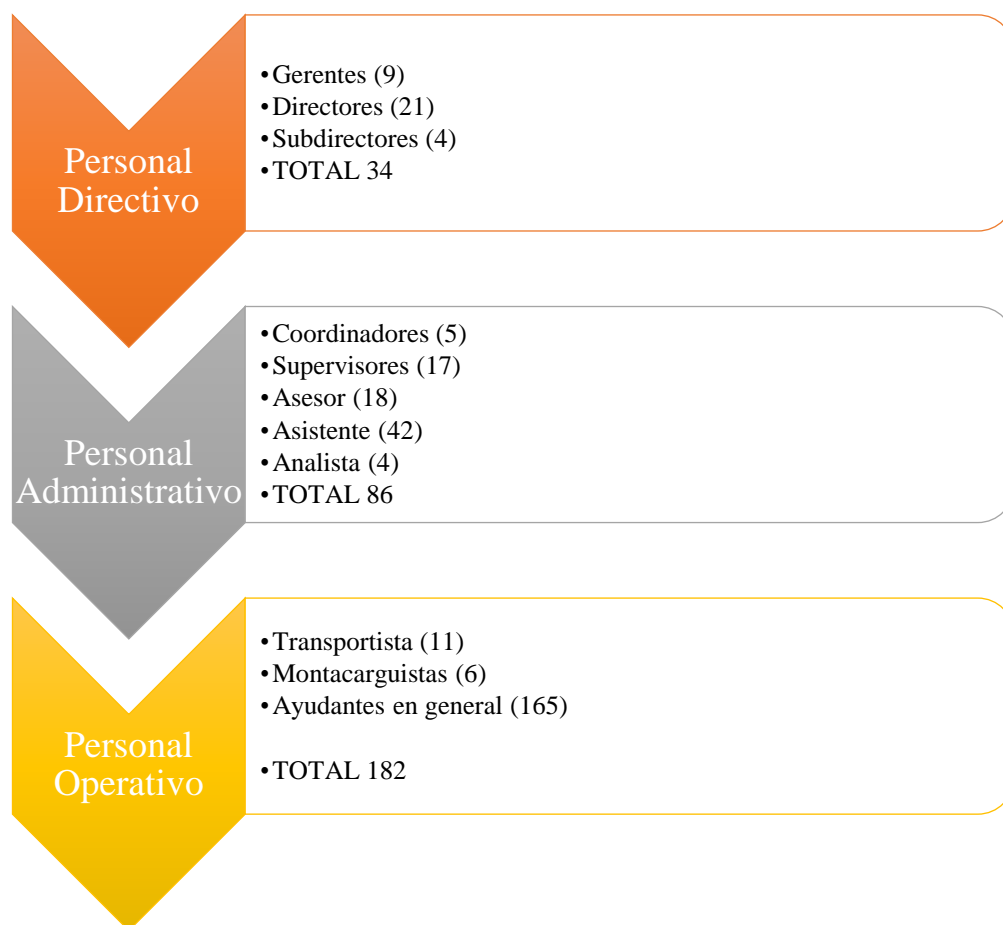 Personal
Directivo
•Gerentes (9)
•Directores (21)
•Subdirectores (4)
•TOTAL 34
Personal
Administrativo
•Coordinadores (5)
•Supervisores (17)
•Asesor (18)
•Asistente (42)
•Analista (4)
•TOTAL 86
Personal
Operativo
•Transportista (11)
•Montacarguistas (6)
•Ayudantes en general (165)
•TOTAL 182